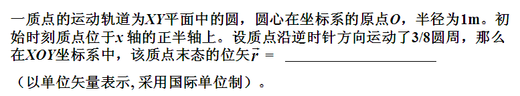 一质点的运动轨道为XY平面中的圆，圆心在坐标系的原点O，半径为1m。初
始时刻质点位于x 轴的正半轴上。设质点沿逆时针方向运动了3/8圆周，那么
在XOY坐标系中，该质点末态的位矢r⃗ = ____________________
（以单位矢量表示, 采用国际单位制）。